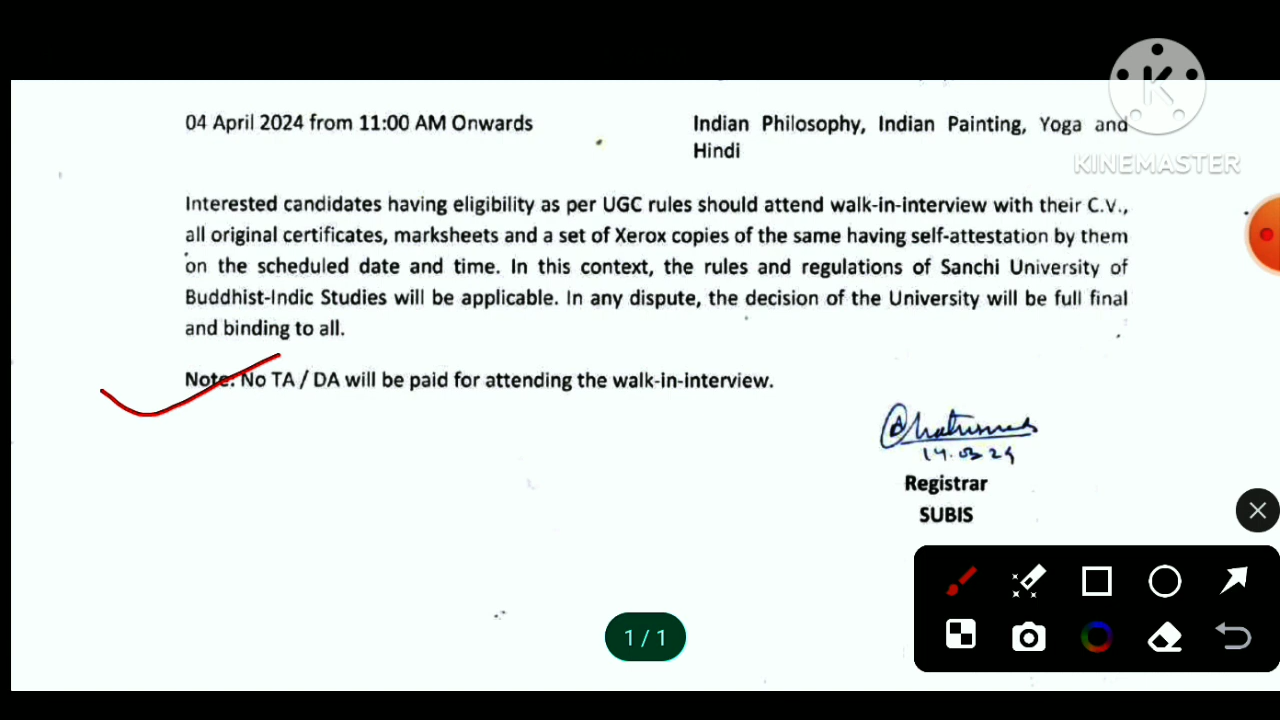 04 April 2024 from 11:00 AM Onwards
Indian Philosophy, Indian Painting, Yoga and
Hindi
K
KINEMASTER
Interested candidates having eligibility as per UGC rules should attend walk-in-interview with their C.V.,
all original certificates, marksheets and a set of Xerox copies of the same having self-attestation by them
on the scheduled date and time. In this context, the rules and regulations of Sanchi University of
Buddhist-Indic Studies will be applicable. In any dispute, the decision of the University will be full final
and binding to all.
Note: No TA / DA will be paid for attending the walk-in-interview.
14.03.24
Registrar
SUBIS
1 / 1